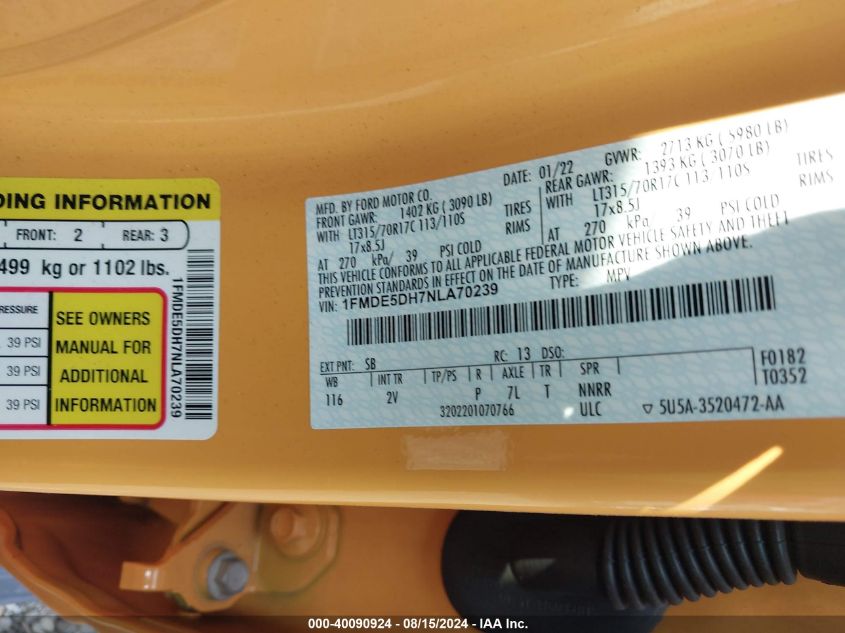 DING INFORMATION
FRONT: 2 REAR: 3
499 kg or 1102 lbs.
RESSURE
39 PSI
39 PSI
39 PSI
SEE OWNERS
MANUAL FOR
ADDITIONAL
INFORMATION
1FMDE5DH7NLA70239
MFD. BY FORD MOTOR CO.
DATE: 01/22 GVWR: 2713 KG ( 5980 LB)
FRONT GAWR: 1402 KG ( 3090 LB)
REAR GAWR: 1393 KG ( 3070 LB)
WITH LT315/70R17C 113/110S TIRES
WITH LT315/70R17C 113/110S TIRES
17x8.5J RIMS
17x8.5J RIMS
AT 270 kPa/ 39 PSI COLD
AT 270 kPa/ 39 PSI COLD
THIS VEHICLE CONFORMS TO ALL APPLICABLE FEDERAL MOTOR VEHICLE SAFETY AND THEFT
PREVENTION STANDARDS IN EFFECT ON THE DATE OF MANUFACTURE SHOWN ABOVE.
VIN: 1FMDE5DH7NLA70239
TYPE: MPV
EXT PNT: SB RC: 13 DSO:
WB INT TR TP/PS R AXLE TR SPR
116 2V P 7L T NNRR
F0182
T0352
3202201070766 ULC ▽ 5U5A-3520472-AA
000-40090924 - 08/15/2024 - IAA Inc.